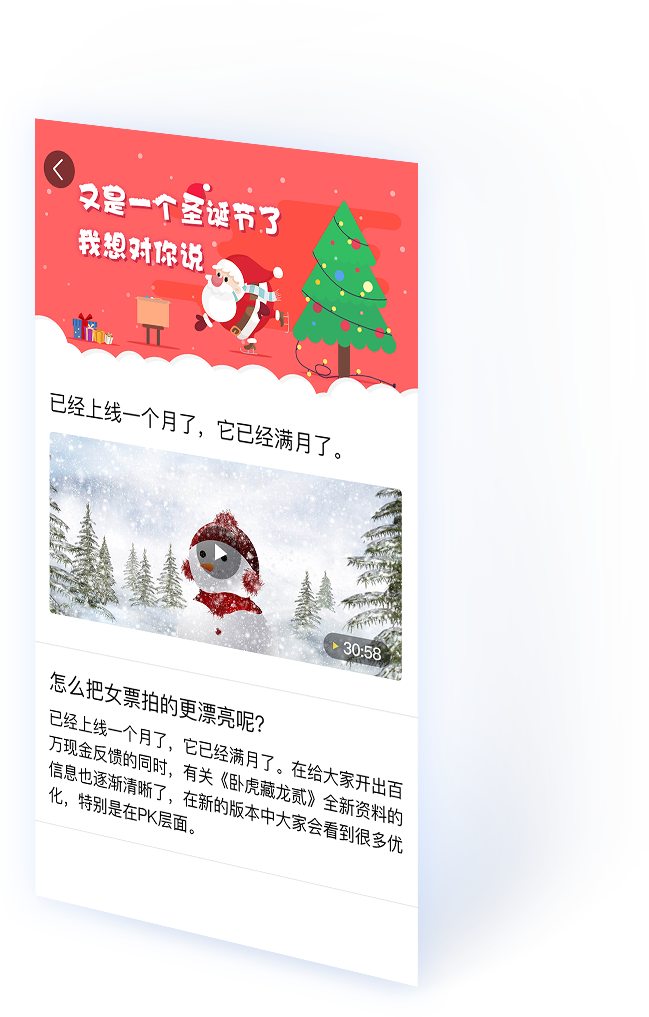 又是一个圣诞节了
我想对你说
已经上线一个月了，它已经满月了。
30:58
怎么把女票拍的更漂亮呢？
已经上线一个月了，它已经满月了。在给大家开出百
万现金反馈的同时，有关《卧虎藏龙贰》全新资料的
信息也逐渐清晰了，在新的版本中大家会看到很多优
化，特别是在PK层面。